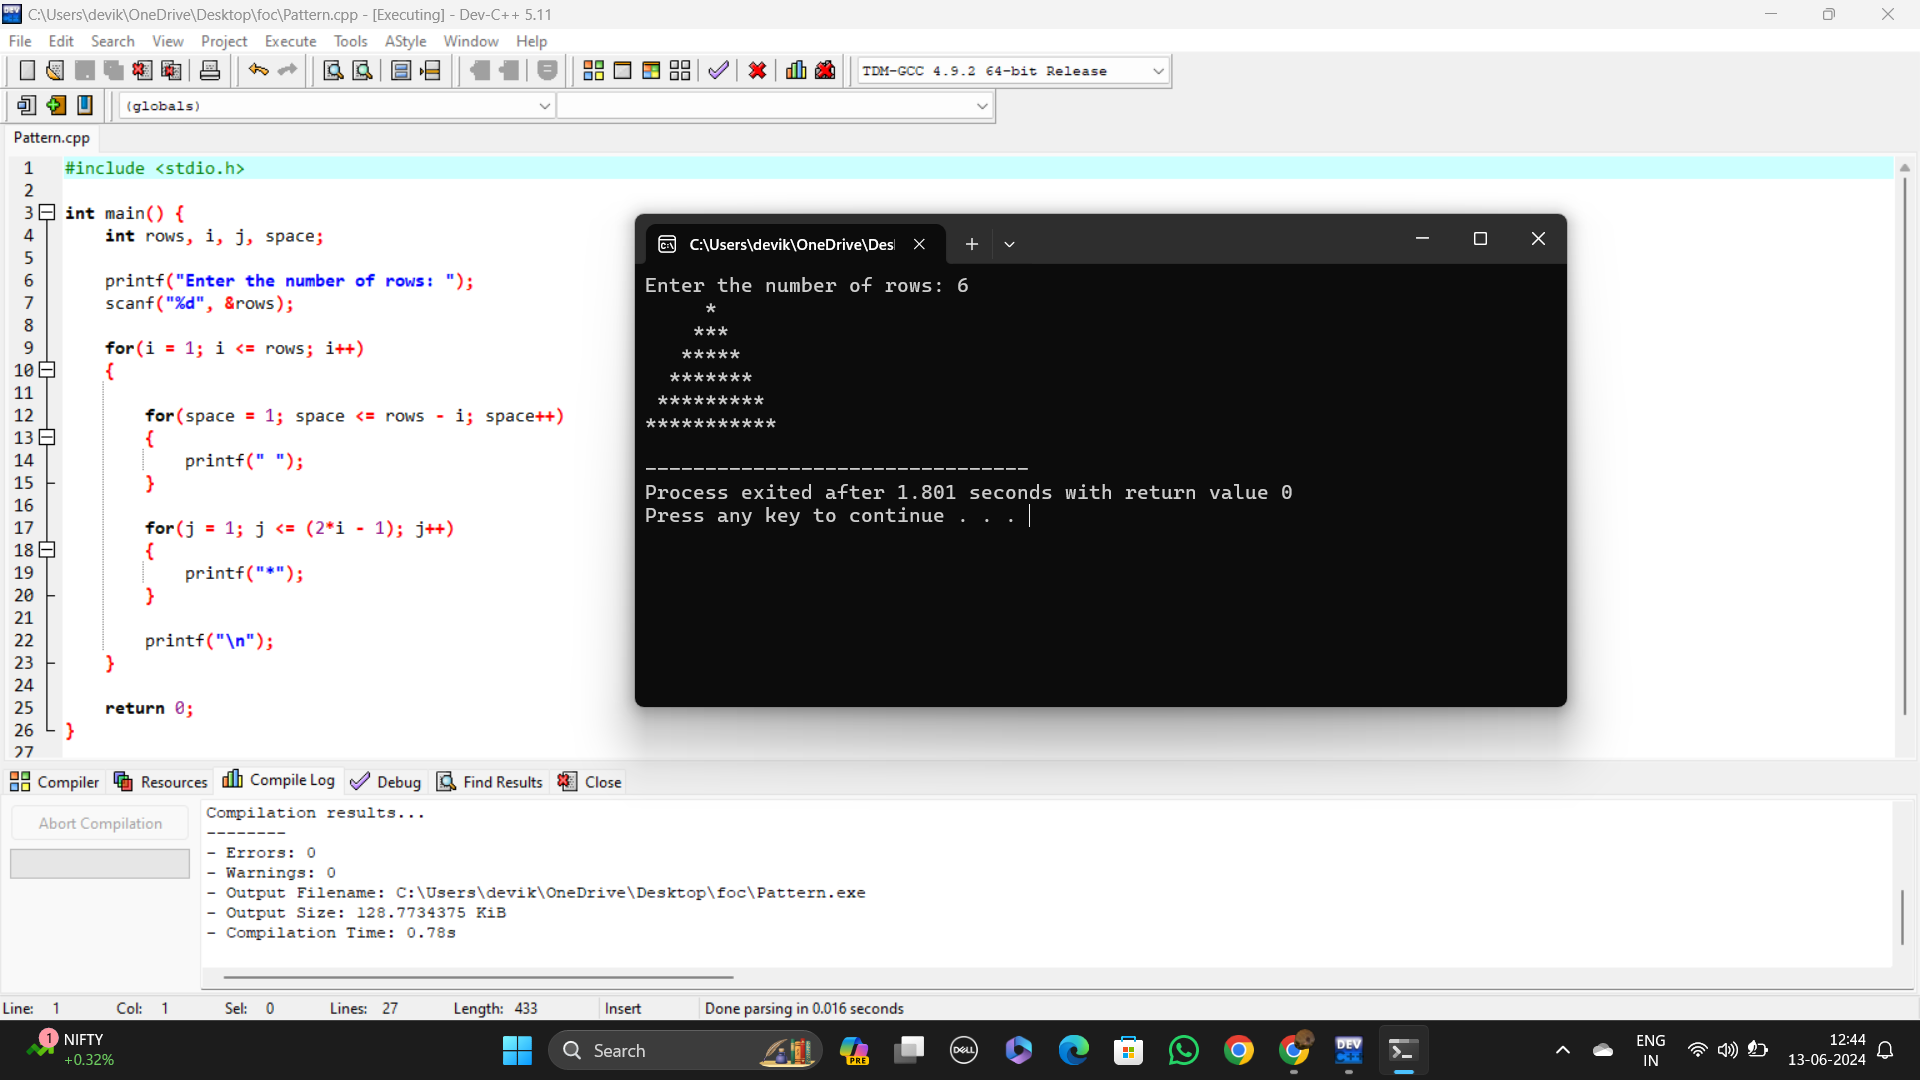 C:\Users\devik\OneDrive\Desktop\foc\Pattern.cpp - [Executing] - Dev-C++ 5.11
File Edit Search View Project Execute Tools AStyle Window Help
TDM-GCC 4.9.2 64-bit Release
(globals)
Pattern.cpp
1 #include <stdio.h>
2
3 int main() {
4     int rows, i, j, space;
5
6     printf("Enter the number of rows: ");
7     scanf("%d", &rows);
8
9     for(i = 1; i <= rows; i++)
10     {
11
12         for(space = 1; space <= rows - i; space++)
13         {
14             printf(" ");
15         }
16
17         for(j = 1; j <= (2*i - 1); j++)
18         {
19             printf("*");
20         }
21
22         printf("\n");
23     }
24
25     return 0;
26 }
27
C:\Users\devik\OneDrive\Des
Enter the number of rows: 6
     *
    ***
   *****
  *******
 *********
***********
--------------------------------
Process exited after 1.801 seconds with return value 0
Press any key to continue . . .
Compiler Resources Compile Log Debug Find Results Close
Abort Compilation
Compilation results...
--------
- Errors: 0
- Warnings: 0
- Output Filename: C:\Users\devik\OneDrive\Desktop\foc\Pattern.exe
- Output Size: 128.7734375 KiB
- Compilation Time: 0.78s
Line: 1 Col: 1 Sel: 0 Lines: 27 Length: 433 Insert Done parsing in 0.016 seconds
1 NIFTY
+0.32%
Search
PRE
DELL
DEV
C++
ENG
IN
12:44
13-06-2024